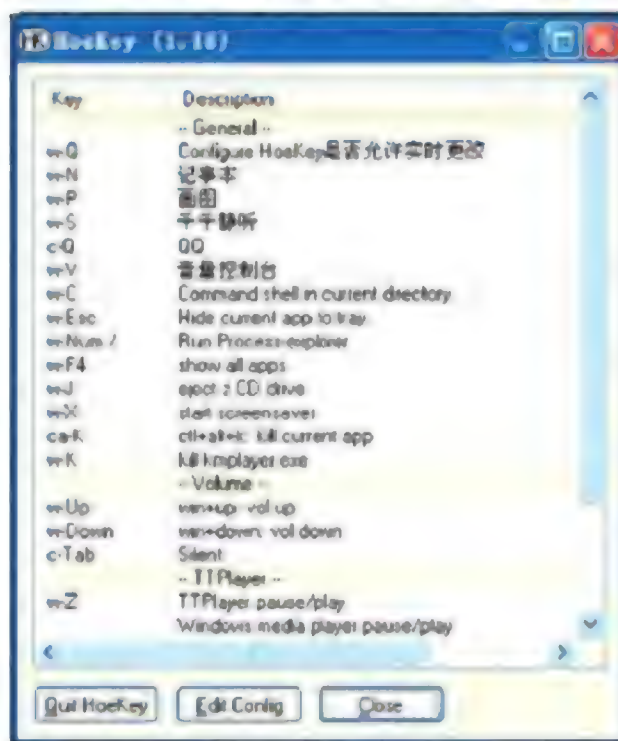 HoeKey (1.10)
Key Description
-- General --
w-Q Configure HoeKey是否允许实时更改
w-N 记事本
w-P 画图
w-S 千千静听
c-Q QQ
w-V 音量控制台
w-C Command shell in current directory
w-Esc Hide current app to tray
w-Num / Run Process explorer
w-F4 show all apps
w-J eject z CD drive
w-X start screensaver
ca-K ctl+alt+k: kill current app
w-K kill kmplayer.exe
-- Volume --
w-Up win+up: vol up
w-Down win+down: vol down
c-Tab Silent
-- TTPlayer --
w-Z TTPlayer pause/play
Windows media player pause/play
Quit HoeKey Edit Config Close